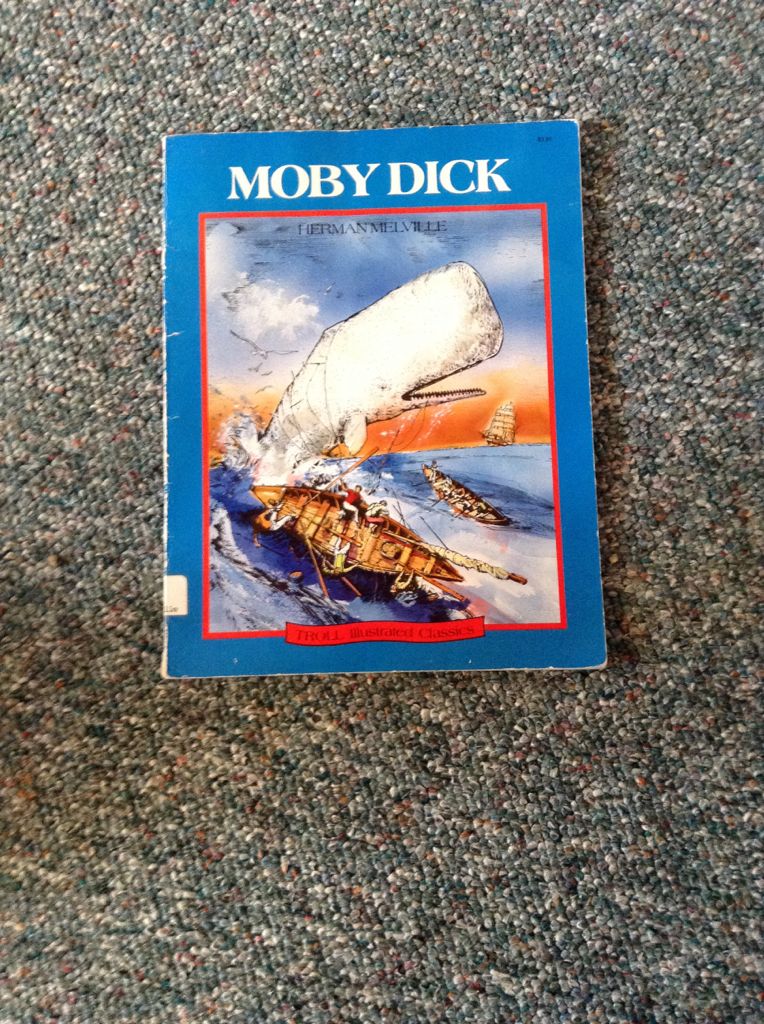 MOBY DICK
HERMAN MELVILLE
TROLL Illustrated Classics